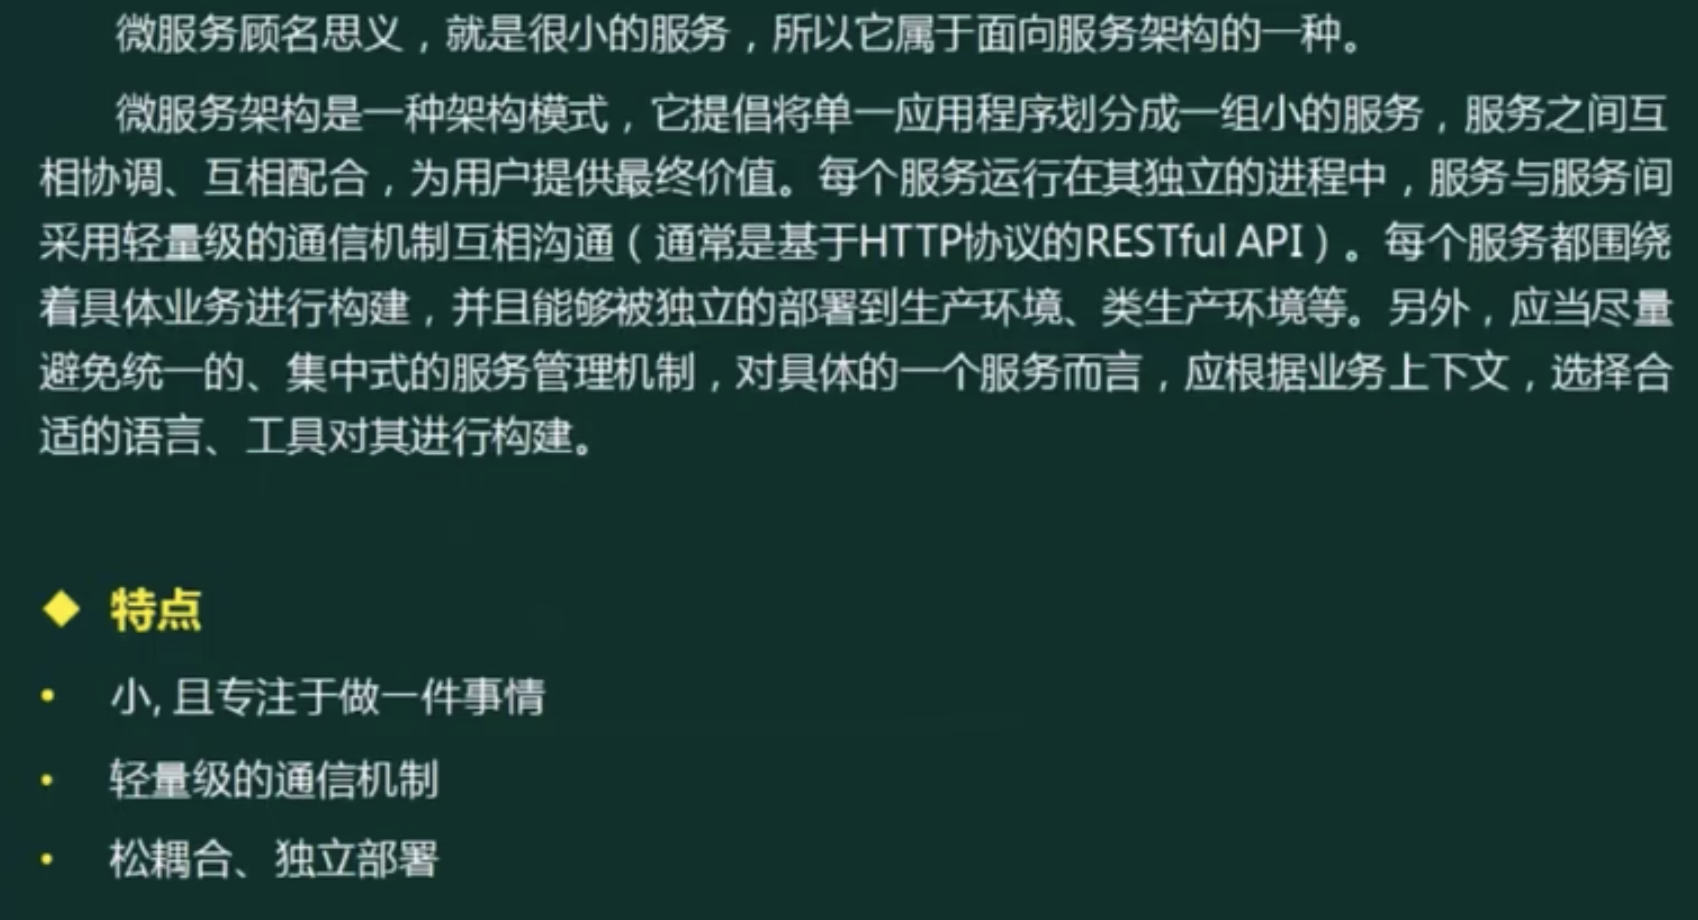 微服务顾名思义，就是很小的服务，所以它属于面向服务架构的一种。
微服务架构是一种架构模式，它提倡将单一应用程序划分成一组小的服务，服务之间互
相协调、互相配合，为用户提供最终价值。每个服务运行在其独立的进程中，服务与服务间
采用轻量级的通信机制互相沟通（通常是基于HTTP协议的RESTful API）。每个服务都围绕
着具体业务进行构建，并且能够被独立的部署到生产环境、类生产环境等。另外，应当尽量
避免统一的、集中式的服务管理机制，对具体的一个服务而言，应根据业务上下文，选择合
适的语言、工具对其进行构建。
◆ 特点
• 小, 且专注于做一件事情
• 轻量级的通信机制
• 松耦合、独立部署